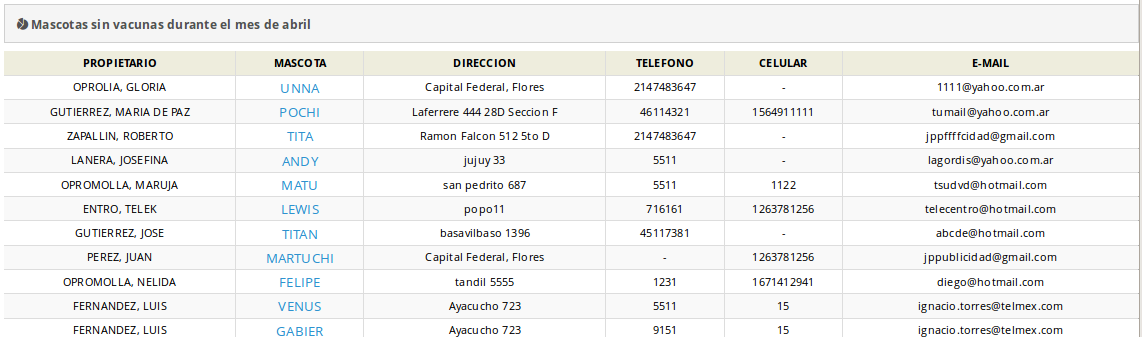 Mascotas sin vacunas durante el mes de abril
PROPIETARIO MASCOTA DIRECCION TELEFONO CELULAR E-MAIL
OPROLIA, GLORIA UNNA Capital Federal, Flores 2147483647 - 1111@yahoo.com.ar
GUTIERREZ, MARIA DE PAZ POCHI Laferrere 444 28D Seccion F 46114321 1564911111 tumail@yahoo.com.ar
ZAPALLIN, ROBERTO TITA Ramon Falcon 512 5to D 2147483647 - jppffffcidad@gmail.com
LANERA, JOSEFINA ANDY jujuy 33 5511 - lagordis@yahoo.com.ar
OPROMOLLA, MARUJA MATU san pedrito 687 5511 1122 tsudvd@hotmail.com
ENTRO, TELEK LEWIS popo11 716161 1263781256 telecentro@hotmail.com
GUTIERREZ, JOSE TITAN basavilbaso 1396 45117381 - abcde@hotmail.com
PEREZ, JUAN MARTUCHI Capital Federal, Flores - 1263781256 jppublicidad@gmail.com
OPROMOLLA, NELIDA FELIPE tandil 5555 1231 1671412941 diego@hotmail.com
FERNANDEZ, LUIS VENUS Ayacucho 723 5511 15 ignacio.torres@telmex.com
FERNANDEZ, LUIS GABIER Ayacucho 723 9151 15 ignacio.torres@telmex.com